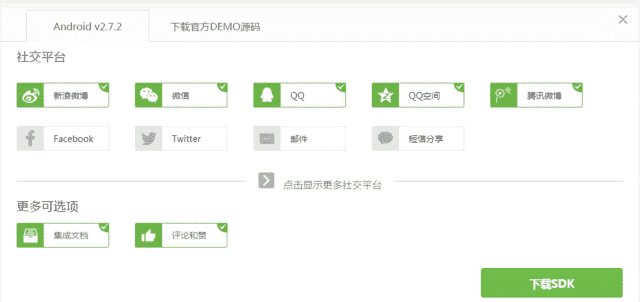 Android v2.7.2 下载官方DEMO源码
社交平台
新浪微博 微信 QQ QQ空间 腾讯微博
Facebook Twitter 邮件 短信分享
点击显示更多社交平台
更多可选项
集成文档 评论和赞
下载SDK